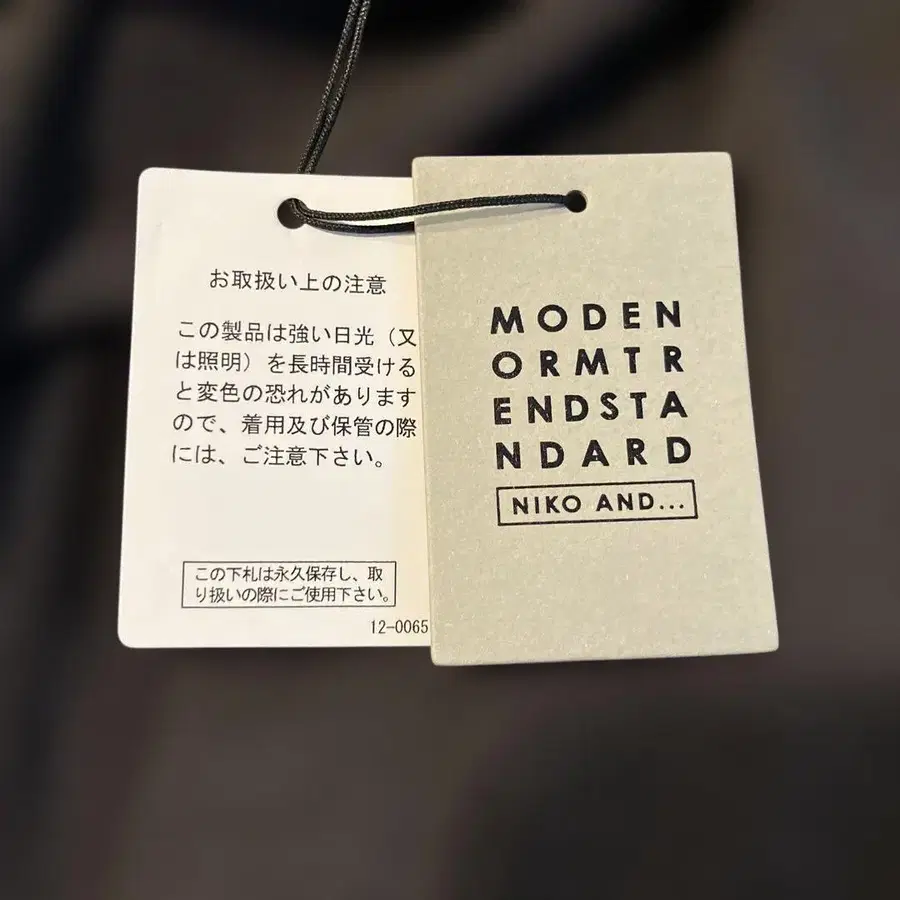 お取扱い上の注意
この製品は強い日光（又
は照明）を長時間受ける
と変色の恐れがあります
ので、着用及び保管の際
には、ご注意下さい。
この下札は永久保存し、取
り扱いの際にご使用下さい。
12-0065
MODEN
ORMTR
ENDSTA
NDARD
NIKO AND...